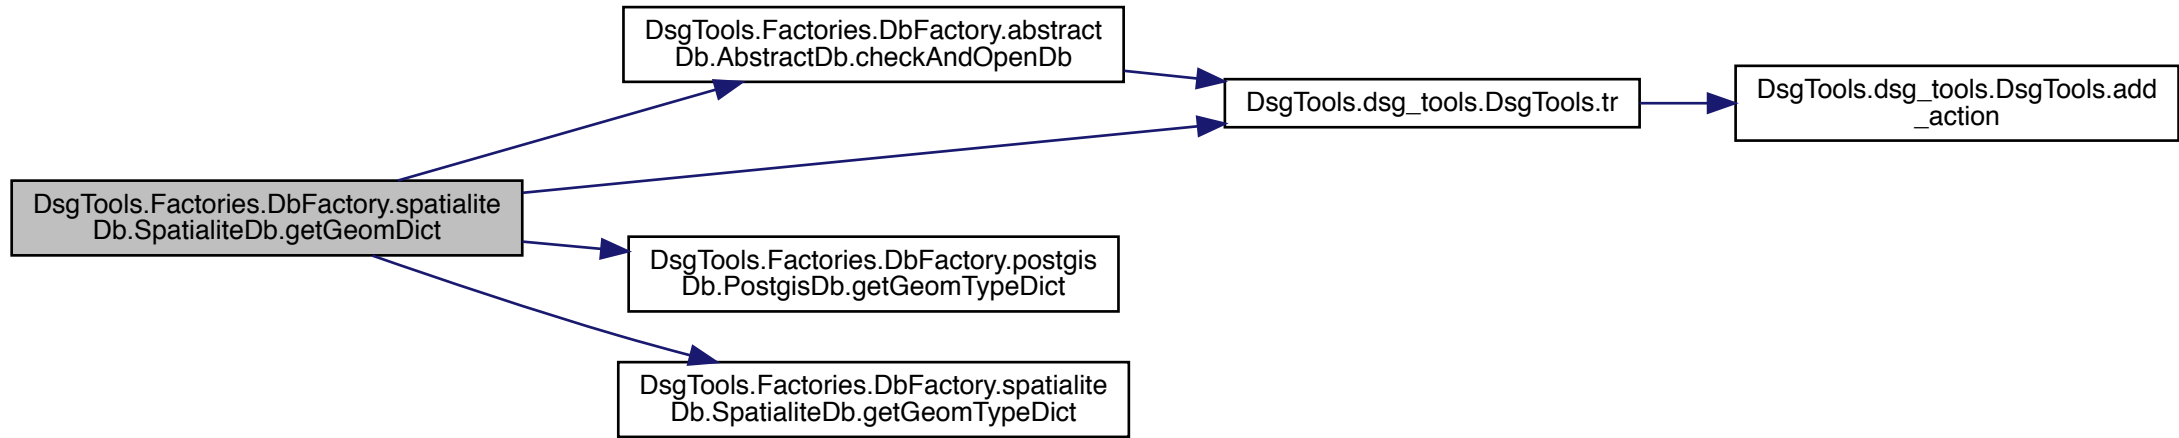 DsgTools.Factories.DbFactory.spatialite
Db.SpatialiteDb.getGeomDict
DsgTools.Factories.DbFactory.abstract
Db.AbstractDb.checkAndOpenDb
DsgTools.dsg_tools.DsgTools.tr
DsgTools.dsg_tools.DsgTools.add
_action
DsgTools.Factories.DbFactory.postgis
Db.PostgisDb.getGeomTypeDict
DsgTools.Factories.DbFactory.spatialite
Db.SpatialiteDb.getGeomTypeDict